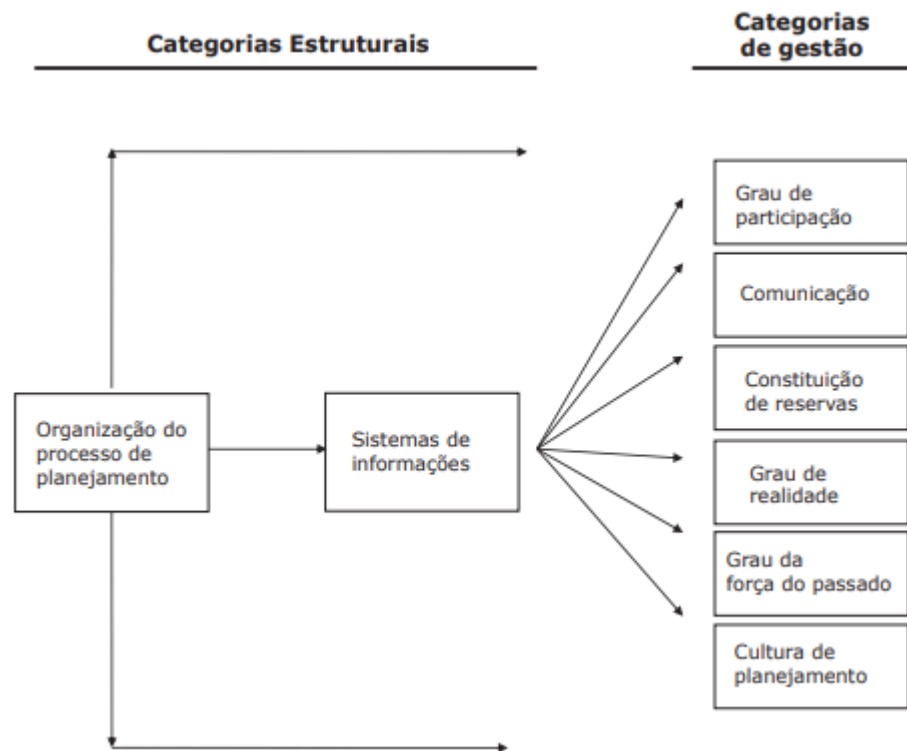 Categorias Estruturais
Categorias
de gestão
Organização do
processo de
planejamento
Sistemas de
informações
Grau de
participação
Comunicação
Constituição
de reservas
Grau de
realidade
Grau da
força do passado
Cultura de
planejamento